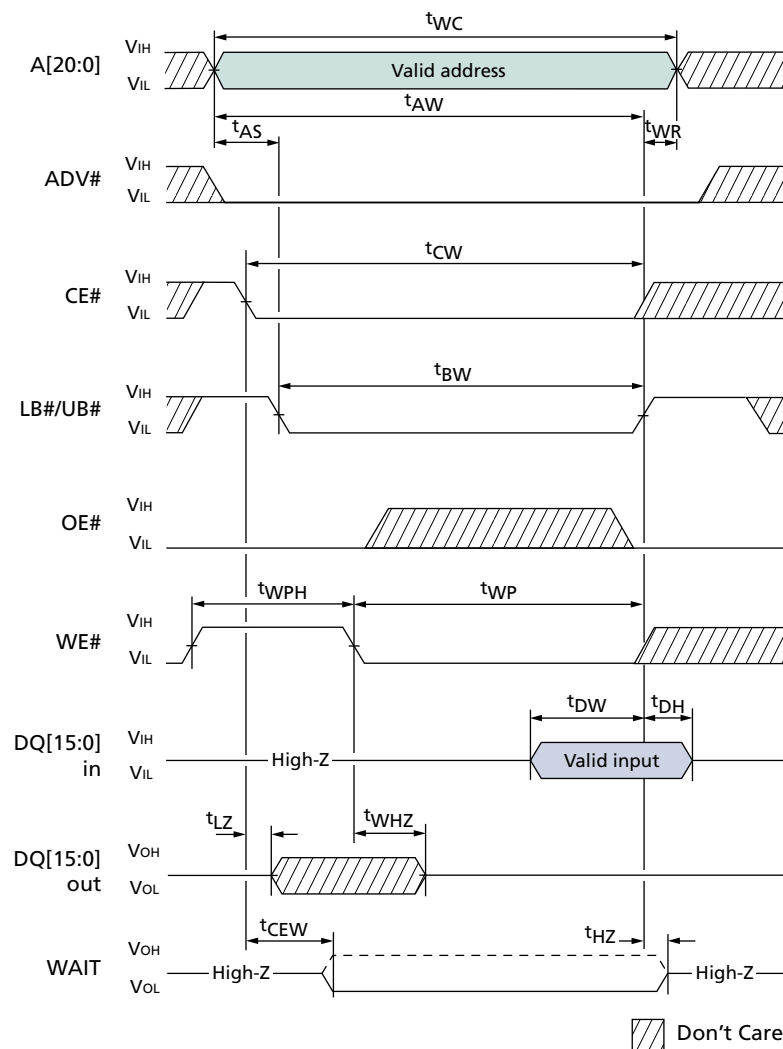 tWC
A[20:0] VIH VIL Valid address
tAW
tAS tWR
ADV# VIH VIL
tCW
CE# VIH VIL
tBW
LB#/UB# VIH VIL
OE# VIH VIL
tWPH tWP
WE# VIH VIL
tDW tDH
DQ[15:0] in VIH VIL High-Z Valid input
tLZ tWHZ
DQ[15:0] out VOH VOL
tCEW tHZ
WAIT VOH VOL High-Z High-Z
Don't Care